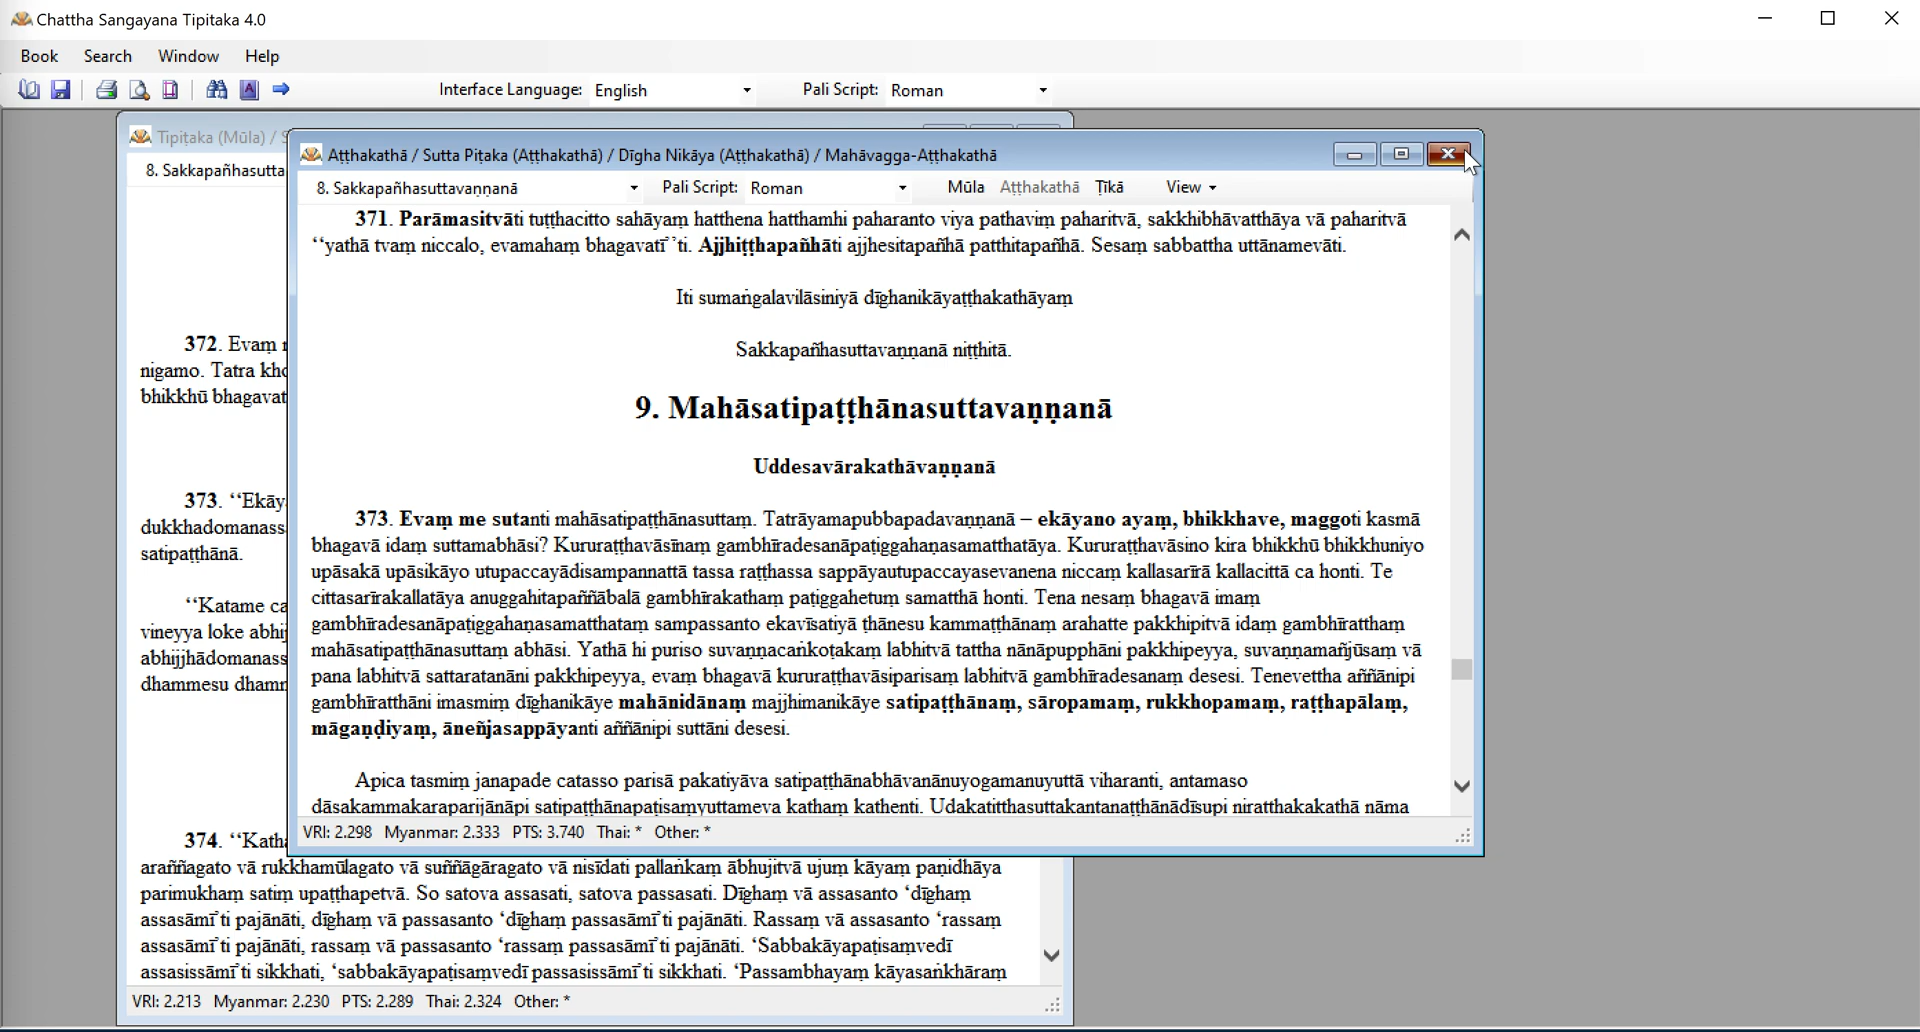 Chattha Sangayana Tipitaka 4.0
Book Search Window Help
Interface Language: English Pali Script: Roman
Tipiṭaka (Mūla) /
8. Sakkapañhasutta
372. Evaṃ
nigamo. Tatra kho
bhikkhū bhagavat
373. ‘‘Ekāy
dukkhadomanass
satipaṭṭhānā.
‘‘Katame ca
vineyya loke abhij
abhijjhādomanass
dhammesu dhamm
374. ‘‘Katha
araññagato vā rukkhamūlagato vā suññāgāragato vā nisīdati pallaṅkaṃ ābhujitvā ujuṃ kāyaṃ paṇidhāya
parimukhaṃ satiṃ upaṭṭhapetvā. So satova assasati, satova passasati. Dīghaṃ vā assasanto ‘dīghaṃ
assasāmī’ti pajānāti, dīghaṃ vā passasanto ‘dīghaṃ passasāmī’ti pajānāti. Rassaṃ vā assasanto ‘rassaṃ
assasāmī’ti pajānāti, rassaṃ vā passasanto ‘rassaṃ passasāmī’ti pajānāti. ‘Sabbakāyapaṭisaṃvedī
assasissāmī’ti sikkhati, ‘sabbakāyapaṭisaṃvedī passasissāmī’ti sikkhati. ‘Passambhayaṃ kāyasaṅkhāraṃ
VRI: 2.213 Myanmar: 2.230 PTS: 2.289 Thai: 2.324 Other: *
Aṭṭhakathā / Sutta Piṭaka (Aṭṭhakathā) / Dīgha Nikāya (Aṭṭhakathā) / Mahāvagga-Aṭṭhakathā
8. Sakkapañhasuttavaṇṇanā Pali Script: Roman Mūla Aṭṭhakathā Ṭīkā View
371. Parāmasitvāti tuṭṭhacitto sahāyaṃ hatthena hatthamhi paharanto viya pathaviṃ paharitvā, sakkhibhāvatthāya vā paharitvā
‘‘yathā tvaṃ niccalo, evamahaṃ bhagavatī’’ti. Ajjhiṭṭhapañhāti ajjhesitapañhā patthitapañhā. Sesaṃ sabbattha uttānamevāti.
Iti sumaṅgalavilāsiniyā dīghanikāyaṭṭhakathāyaṃ
Sakkapañhasuttavaṇṇanā niṭṭhitā.
9. Mahāsatipaṭṭhānasuttavaṇṇanā
Uddesavārakathāvaṇṇanā
373. Evaṃ me sutanti mahāsatipaṭṭhānasuttaṃ. Tatrāyamapubbapadavaṇṇanā – ekāyano ayaṃ, bhikkhave, maggoti kasmā
bhagavā idaṃ suttamabhāsi? Kururaṭṭhavāsīnaṃ gambhīradesanāpaṭiggahaṇasamatthatāya. Kururaṭṭhavāsino kira bhikkhū bhikkhuniyo
upāsakā upāsikāyo utupaccayādisampannattā tassa raṭṭhassa sappāyautupaccayasevanena niccaṃ kallasarīrā kallacittā ca honti. Te
cittasarīrakallatāya anuggahitapaññābalā gambhīrakathaṃ paṭiggahetuṃ samatthā honti. Tena nesaṃ bhagavā imaṃ
gambhīradesanāpaṭiggahaṇasamatthataṃ sampassanto ekavīsatiyā ṭhānesu kammaṭṭhānaṃ arahatte pakkhipitvā idaṃ gambhīratthaṃ
mahāsatipaṭṭhānasuttaṃ abhāsi. Yathā hi puriso suvaṇṇacaṅkoṭakaṃ labhitvā tattha nānāpupphāni pakkhipeyya, suvaṇṇamañjūsaṃ vā
pana labhitvā sattaratanāni pakkhipeyya, evaṃ bhagavā kururaṭṭhavāsiparisaṃ labhitvā gambhīradesanaṃ desesi. Tenevettha aññānipi
gambhīratthāni imasmiṃ dīghanikāye mahānidānaṃ majjhimanikāye satipaṭṭhānaṃ, sāropamaṃ, rukkhopamaṃ, raṭṭhapālaṃ,
māgaṇḍiyaṃ, āneñjasappāyanti aññānipi suttāni desesi.
Apica tasmiṃ janapade catasso parisā pakatiyāva satipaṭṭhānabhāvanānuyogamanuyuttā viharanti, antamaso
dāsakammakaraparijānāpi satipaṭṭhānapaṭisaṃyuttameva kathaṃ kathenti. Udakatitthasuttakantanaṭṭhānādīsupi niratthakakathā nāma
VRI: 2.298 Myanmar: 2.333 PTS: 3.740 Thai: * Other: *